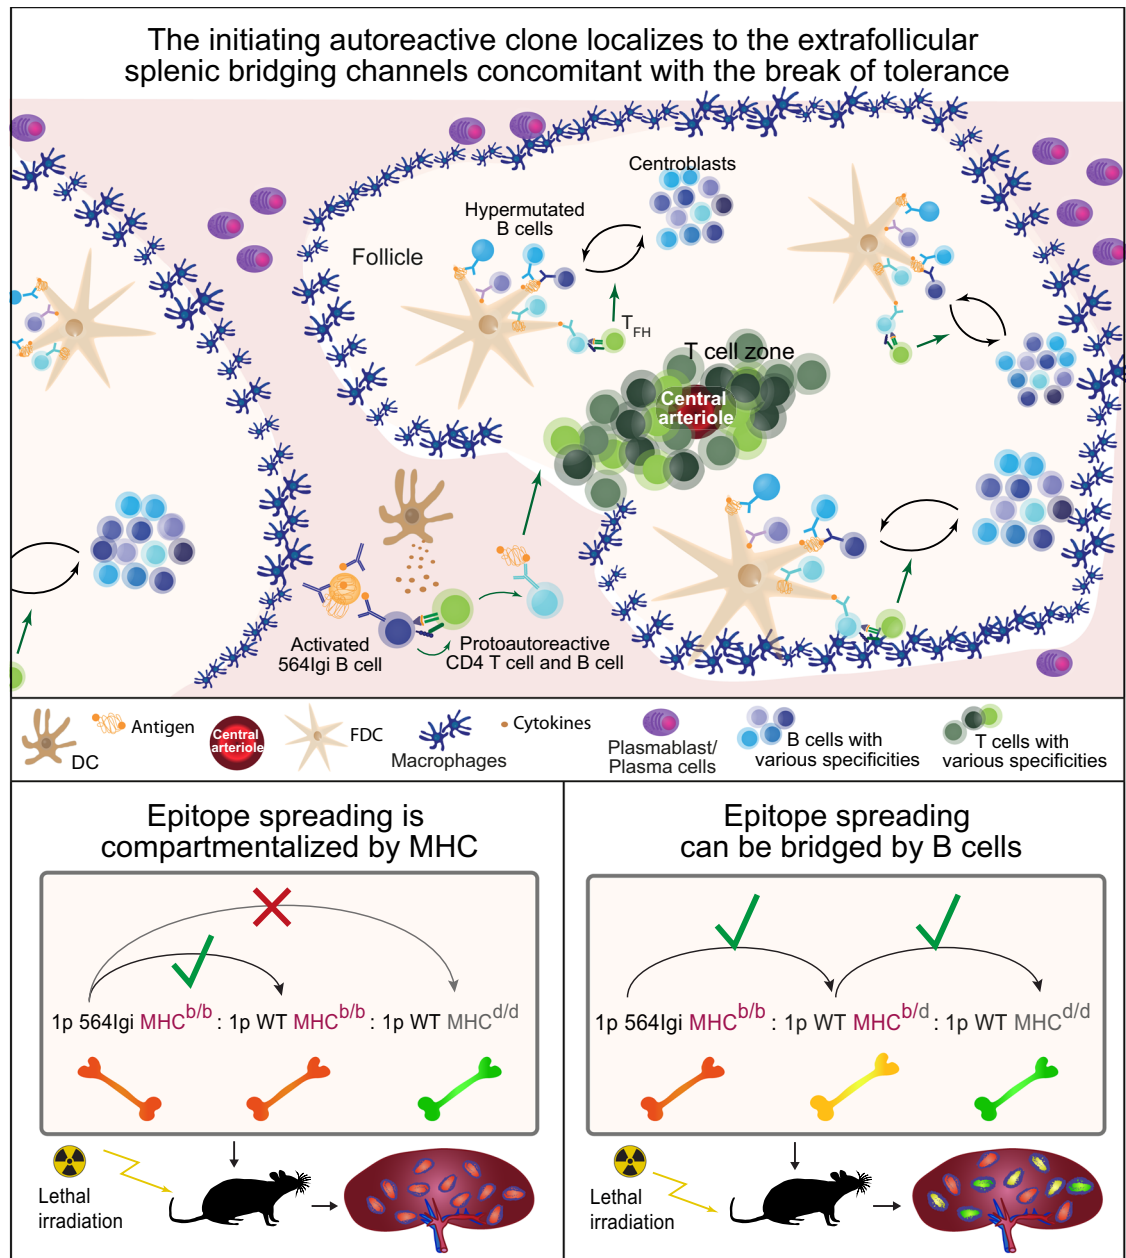 The initiating autoreactive clone localizes to the extrafollicular
splenic bridging channels concomitant with the break of tolerance
Centroblasts
Hypermutated
B cells
Follicle
TFH
T cell zone
Central
arteriole
Activated
564Igi B cell
Protoautoreactive
CD4 T cell and B cell
DC
Antigen
Central
arteriole
FDC
Macrophages
Cytokines
Plasmablast/
Plasma cells
B cells with
various specificities
T cells with
various specificities
Epitope spreading is
compartmentalized by MHC
1p 564Igi MHCb/b : 1p WT MHCb/b : 1p WT MHCd/d
Lethal
irradiation
Epitope spreading
can be bridged by B cells
1p 564Igi MHCb/b : 1p WT MHCb/d : 1p WT MHCd/d
Lethal
irradiation